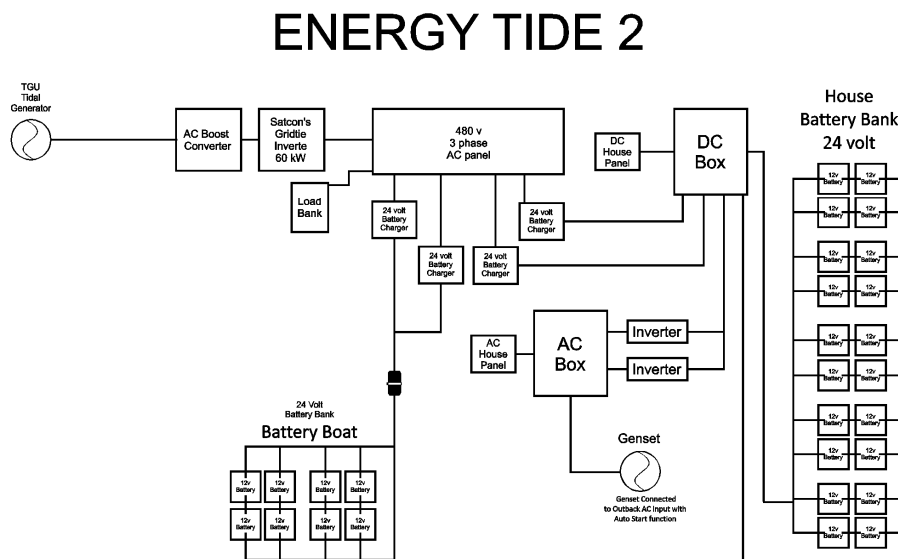 ENERGY TIDE 2
TGU
Tidal
Generator
AC Boost
Converter
Satcon's
Gridtie
Inverte
60 kW
480 v
3 phase
AC panel
Load
Bank
24 volt
Battery
Charger
24 volt
Battery
Charger
24 volt
Battery
Charger
24 volt
Battery
Charger
DC
House
Panel
DC
Box
House
Battery Bank
24 volt
12v
Battery
12v
Battery
12v
Battery
12v
Battery
12v
Battery
12v
Battery
12v
Battery
12v
Battery
12v
Battery
12v
Battery
12v
Battery
12v
Battery
12v
Battery
12v
Battery
12v
Battery
12v
Battery
12v
Battery
12v
Battery
12v
Battery
12v
Battery
AC
House
Panel
AC
Box
Inverter
Inverter
Genset
Genset Connected
to Outback AC input with
Auto Start function
24 Volt
Battery Bank
Battery Boat
12v
Battery
12v
Battery
12v
Battery
12v
Battery
12v
Battery
12v
Battery
12v
Battery
12v
Battery